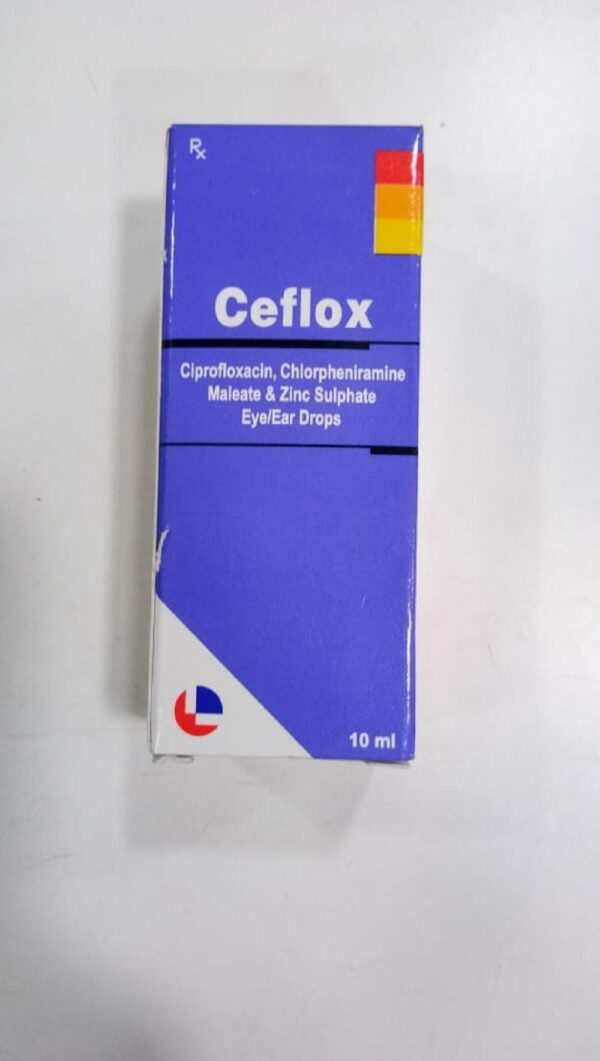 Rx
Ceflox
Ciprofloxacin, Chlorpheniramine
Maleate & Zinc Sulphate
Eye/Ear Drops
10 ml